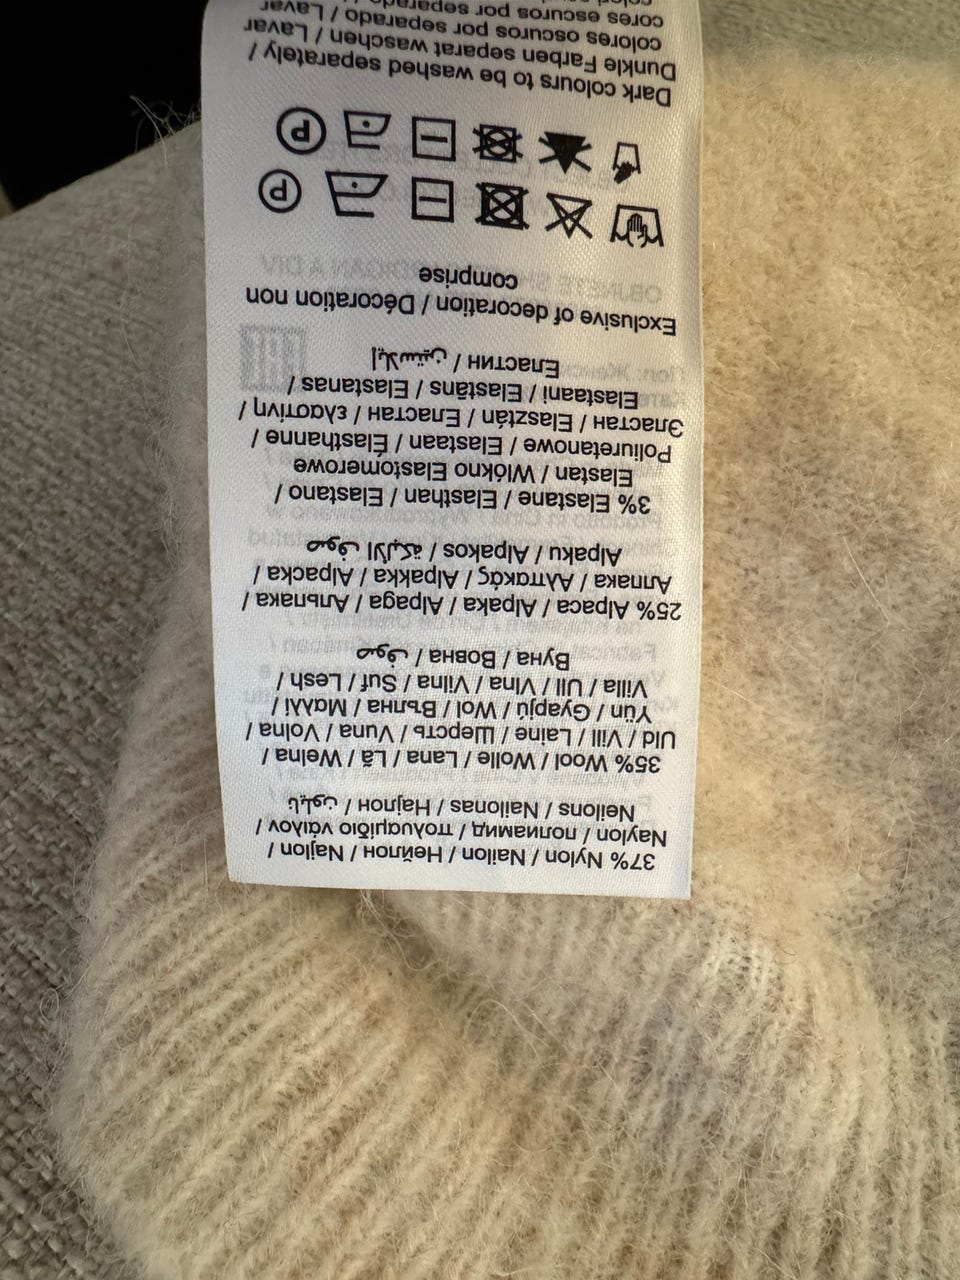 37% Nylon / Nailon / Нейлон / Najlon /
Naylon / полиамид / πολυαμιδίο νάιλον /
Neilons / Nailonas / Најлон / نايلون
35% Wool / Wolle / Lana / Lã / Wełna /
Uld / Vill / Laine / Шерсть / Vuna / Volna /
Yün / Gyapjú / Wol / Вълна / Μαλλί /
Villa / Ull / Vlna / Vilna / Suf / Lesh /
Вуна / Вовна / صوف
25% Alpaca / Alpaka / Alpaga / Альпака /
Алпака / Αλπακάς / Alpakka / Alpacka /
Alpaku / Alpakos / صوف الألبكة
3% Elastane / Elasthan / Elastano /
Elastan / Włókno Elastomerowe
Poliuretanowe / Elastaan / Élasthanne /
Эластан / Elasztán / Еластан / ελαστίνη /
Elastaani / Elastāns / Elastanas /
Еластин / إيلاستين
Exclusive of decoration / Décoration non
comprise
P
P
Dark colours to be washed separately /
Dunkle Farben separat waschen / Lavar
colores oscuros por separado / Lavar
cores escuros por